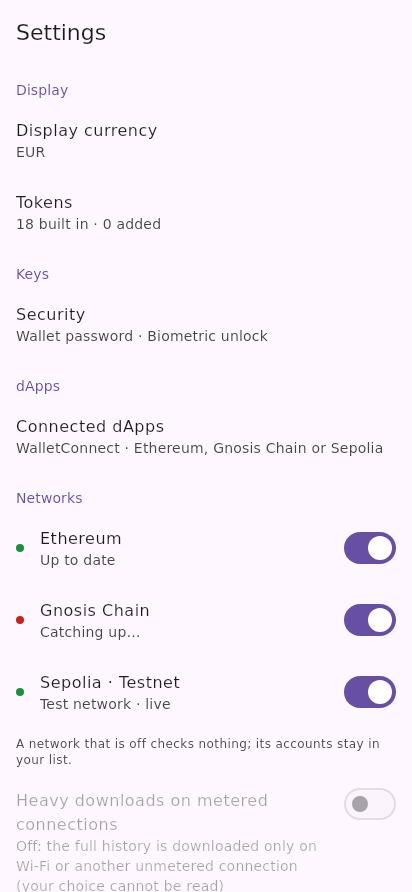 Settings
Display
Display currency
EUR
Tokens
18 built in · 0 added
Keys
Security
Wallet password · Biometric unlock
dApps
Connected dApps
WalletConnect · Ethereum, Gnosis Chain or Sepolia
Networks
Ethereum
Up to date
Gnosis Chain
Catching up…
Sepolia · Testnet
Test network · live
A network that is off checks nothing; its accounts stay in
your list.
Heavy downloads on metered
connections
Off: the full history is downloaded only on
Wi-Fi or another unmetered connection
(your choice cannot be read)